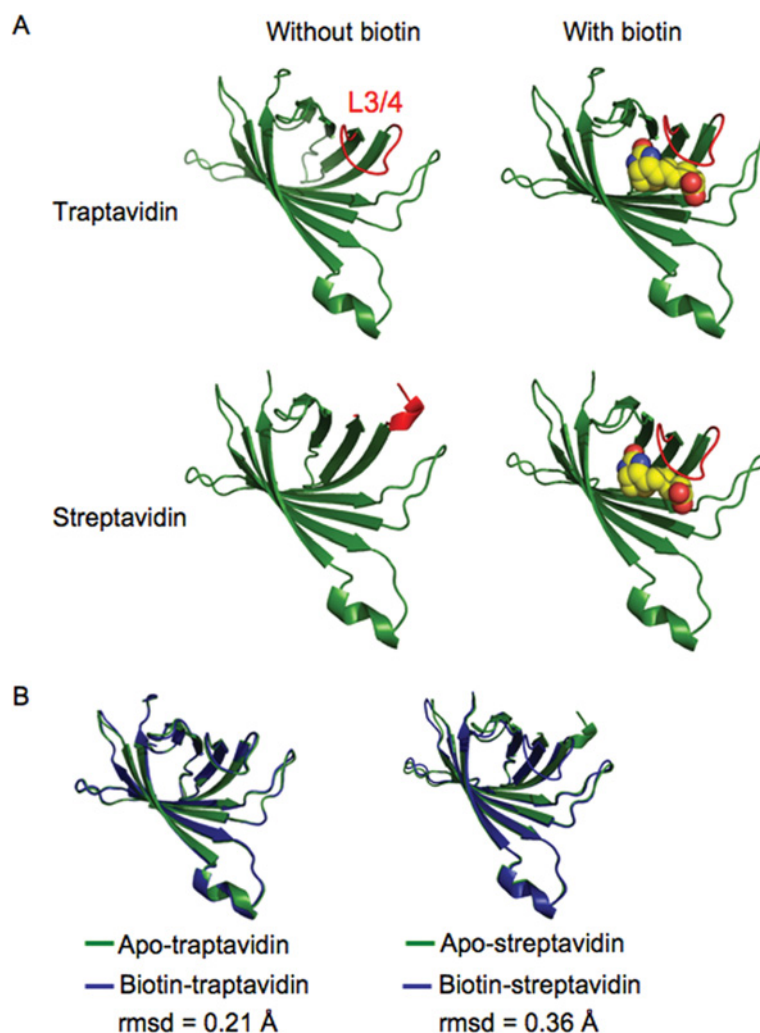 A
Without biotin
With biotin
L3/4
Traptavidin
Streptavidin
B
Apo-traptavidin
Biotin-traptavidin
rmsd = 0.21 Å
Apo-streptavidin
Biotin-streptavidin
rmsd = 0.36 Å